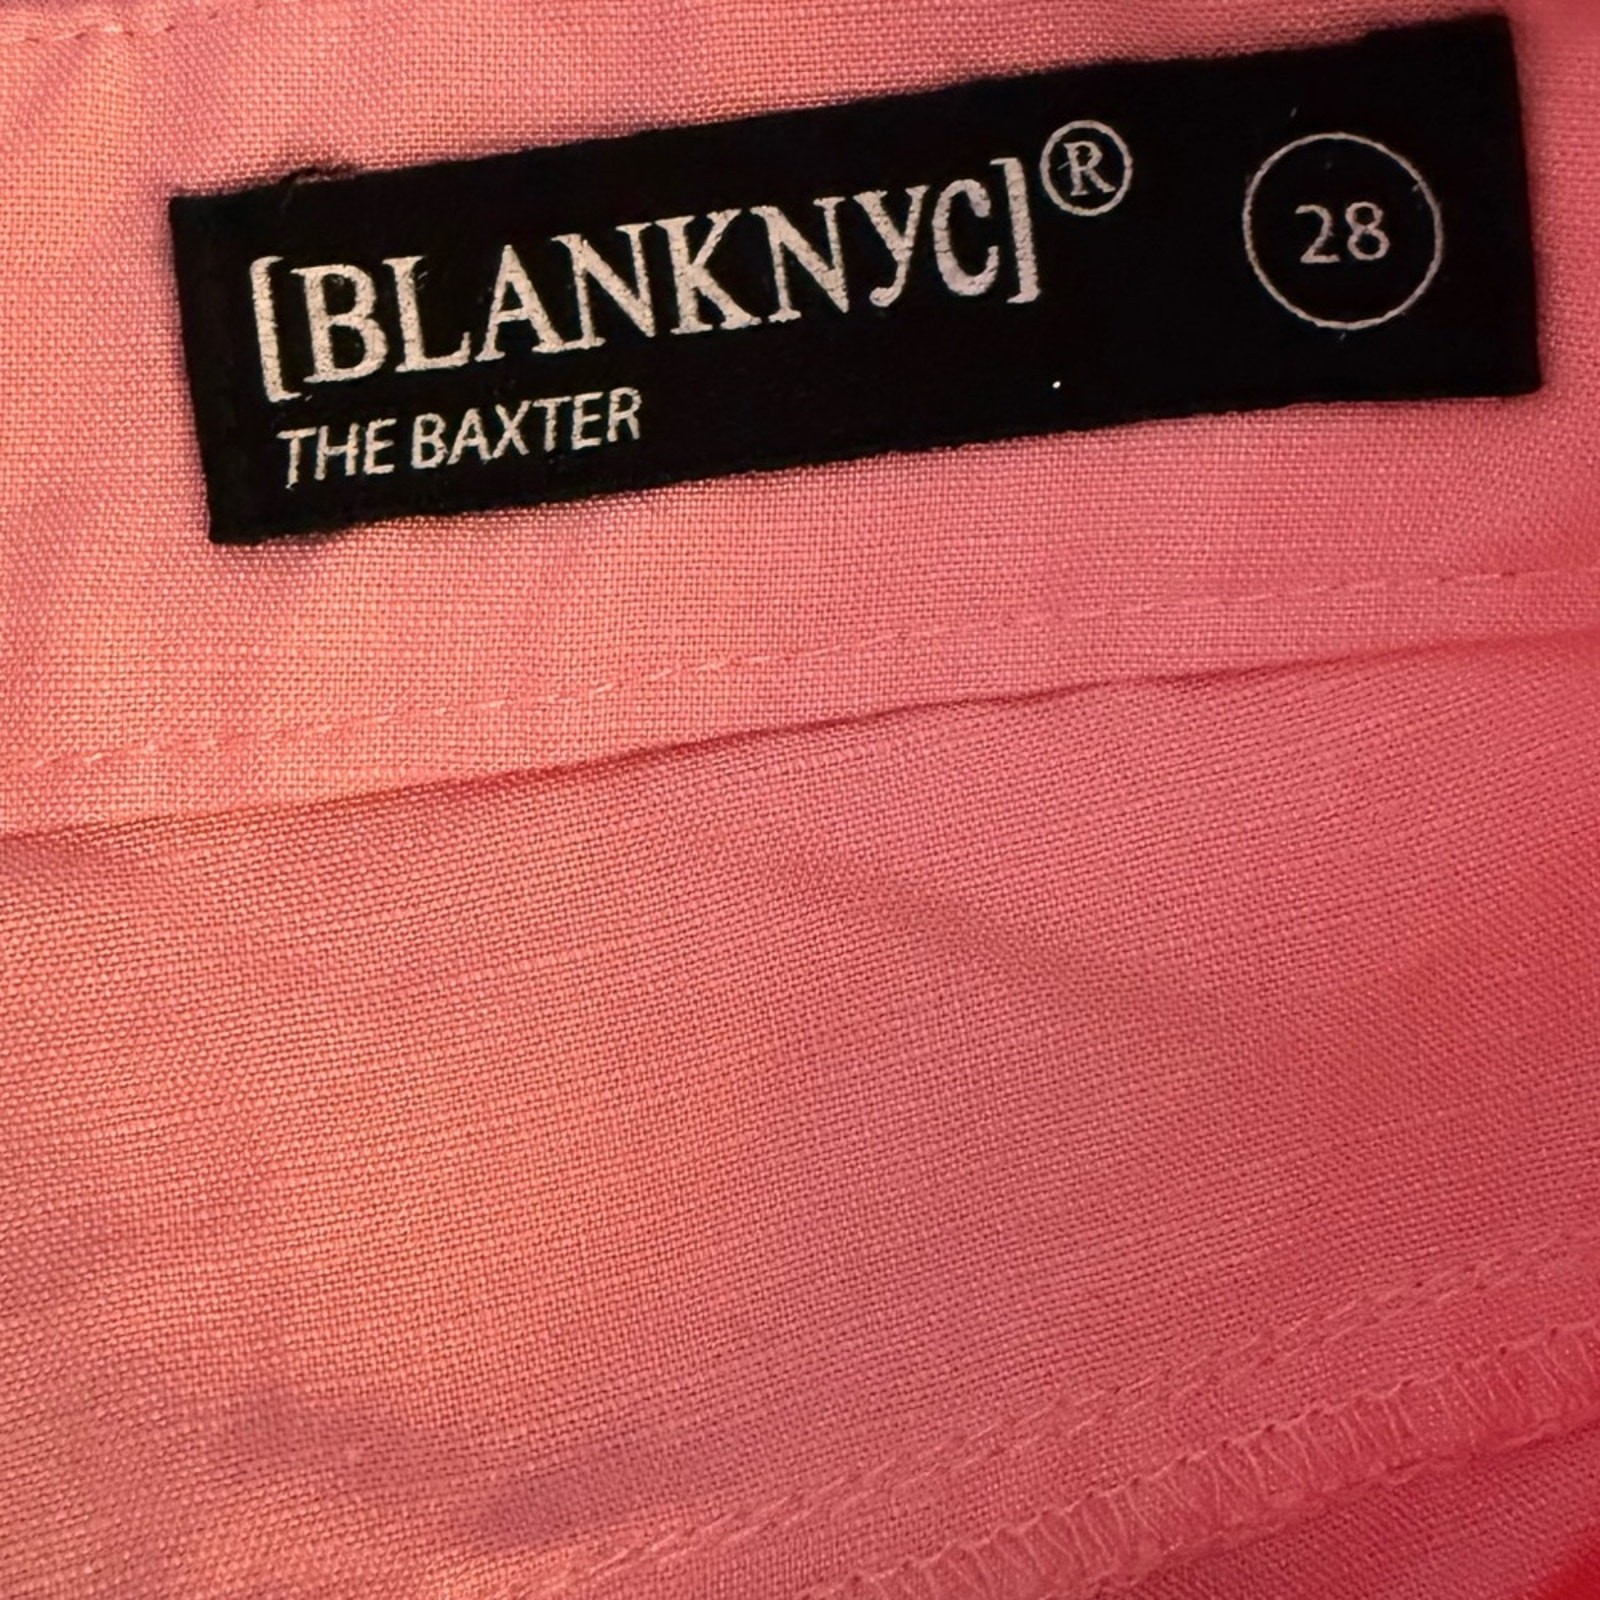 [BLANKNYC]® 28
THE BAXTER